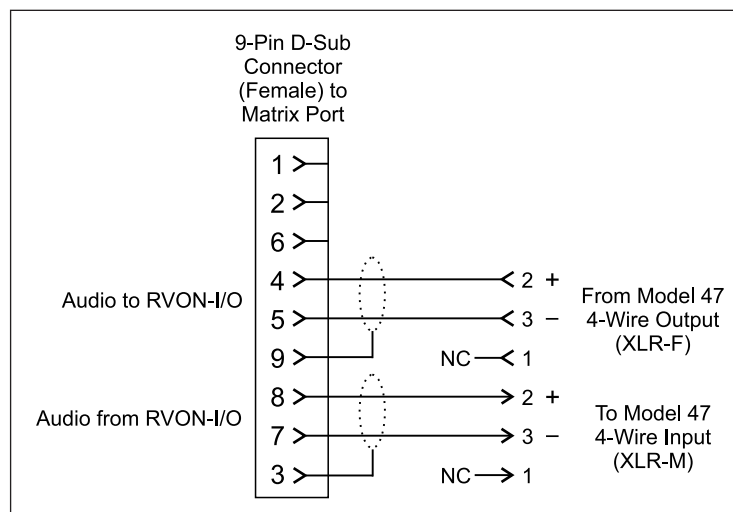 9-Pin D-Sub
Connector
(Female) to
Matrix Port
1
2
6
4
5
9
8
7
3
Audio to RVON-I/O
Audio from RVON-I/O
2 +
3 –
NC 1
From Model 47
4-Wire Output
(XLR-F)
2 +
3 –
NC 1
To Model 47
4-Wire Input
(XLR-M)